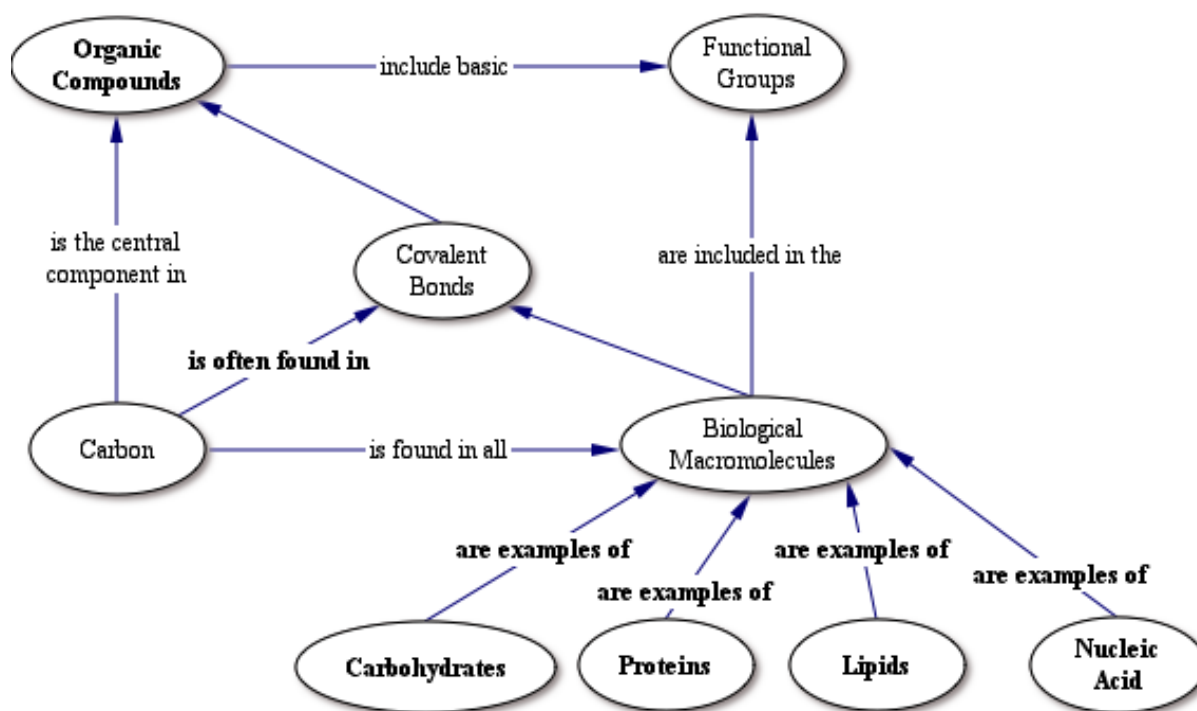 Organic
Compounds
include basic
Functional
Groups
is the central
component in
Covalent
Bonds
are included in the
is often found in
Carbon
is found in all
Biological
Macromolecules
are examples of
are examples of
are examples of
are examples of
Carbohydrates
Proteins
Lipids
Nucleic
Acid